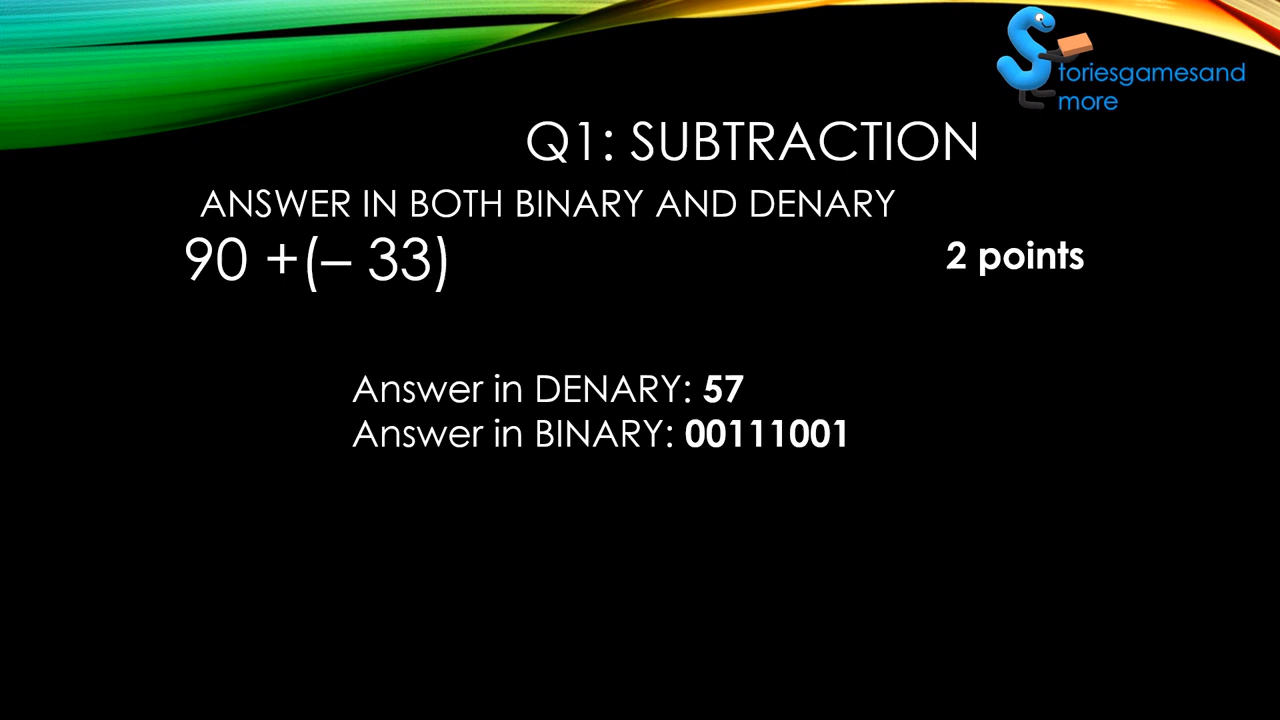 Storiesgamesand
more
Q1: SUBTRACTION
ANSWER IN BOTH BINARY AND DENARY
90 +(– 33)
2 points
Answer in DENARY: 57
Answer in BINARY: 00111001